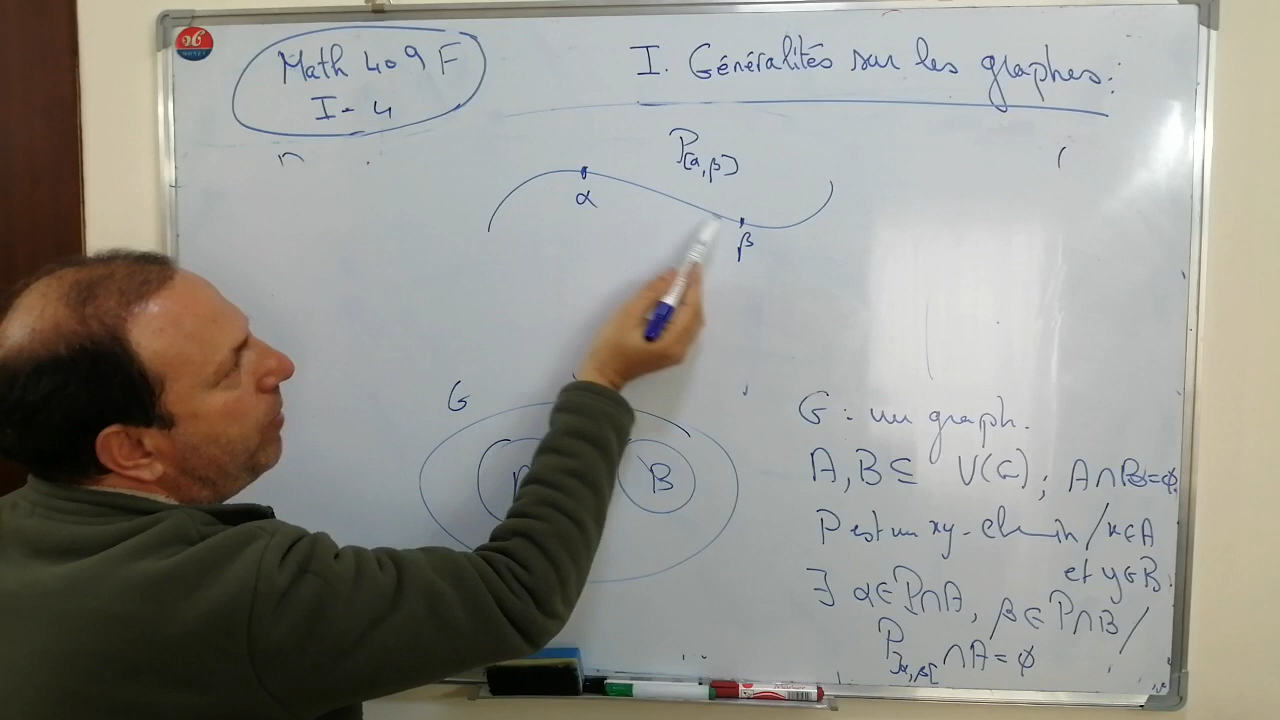 Math 409 F
I-4
I. Généralités sur les graphes:
P[α,β]
α
β
G
B
G: un graph.
A,B⊆ V(G); A∩B=φ.
P est un xy-chemin/x∈A
et y∈B.
∃ α∈P∩A, β∈P∩B/
P]α,β[ ∩A=φ